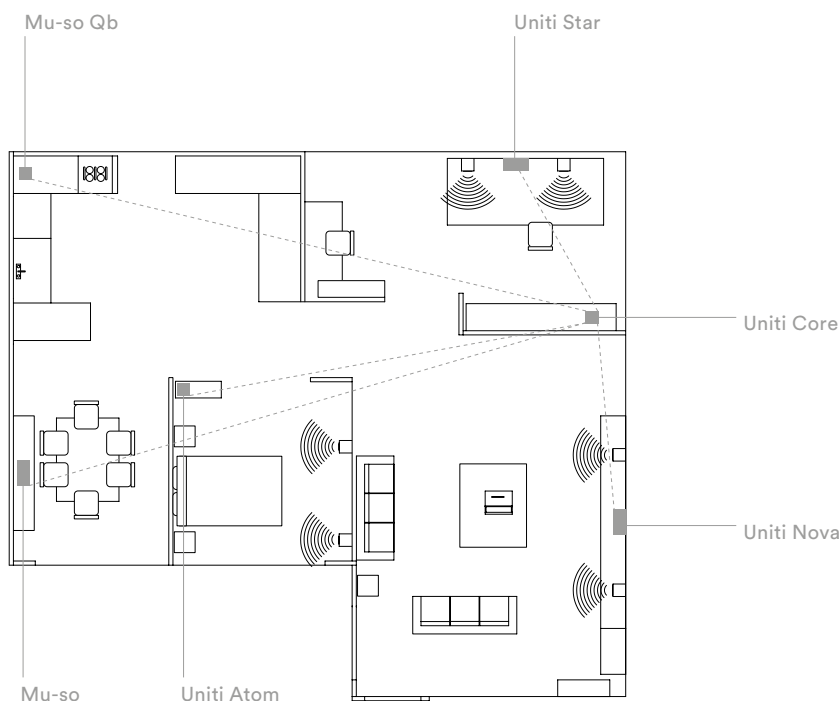 Mu-so Qb
Uniti Star
Uniti Core
Uniti Nova
Mu-so
Uniti Atom